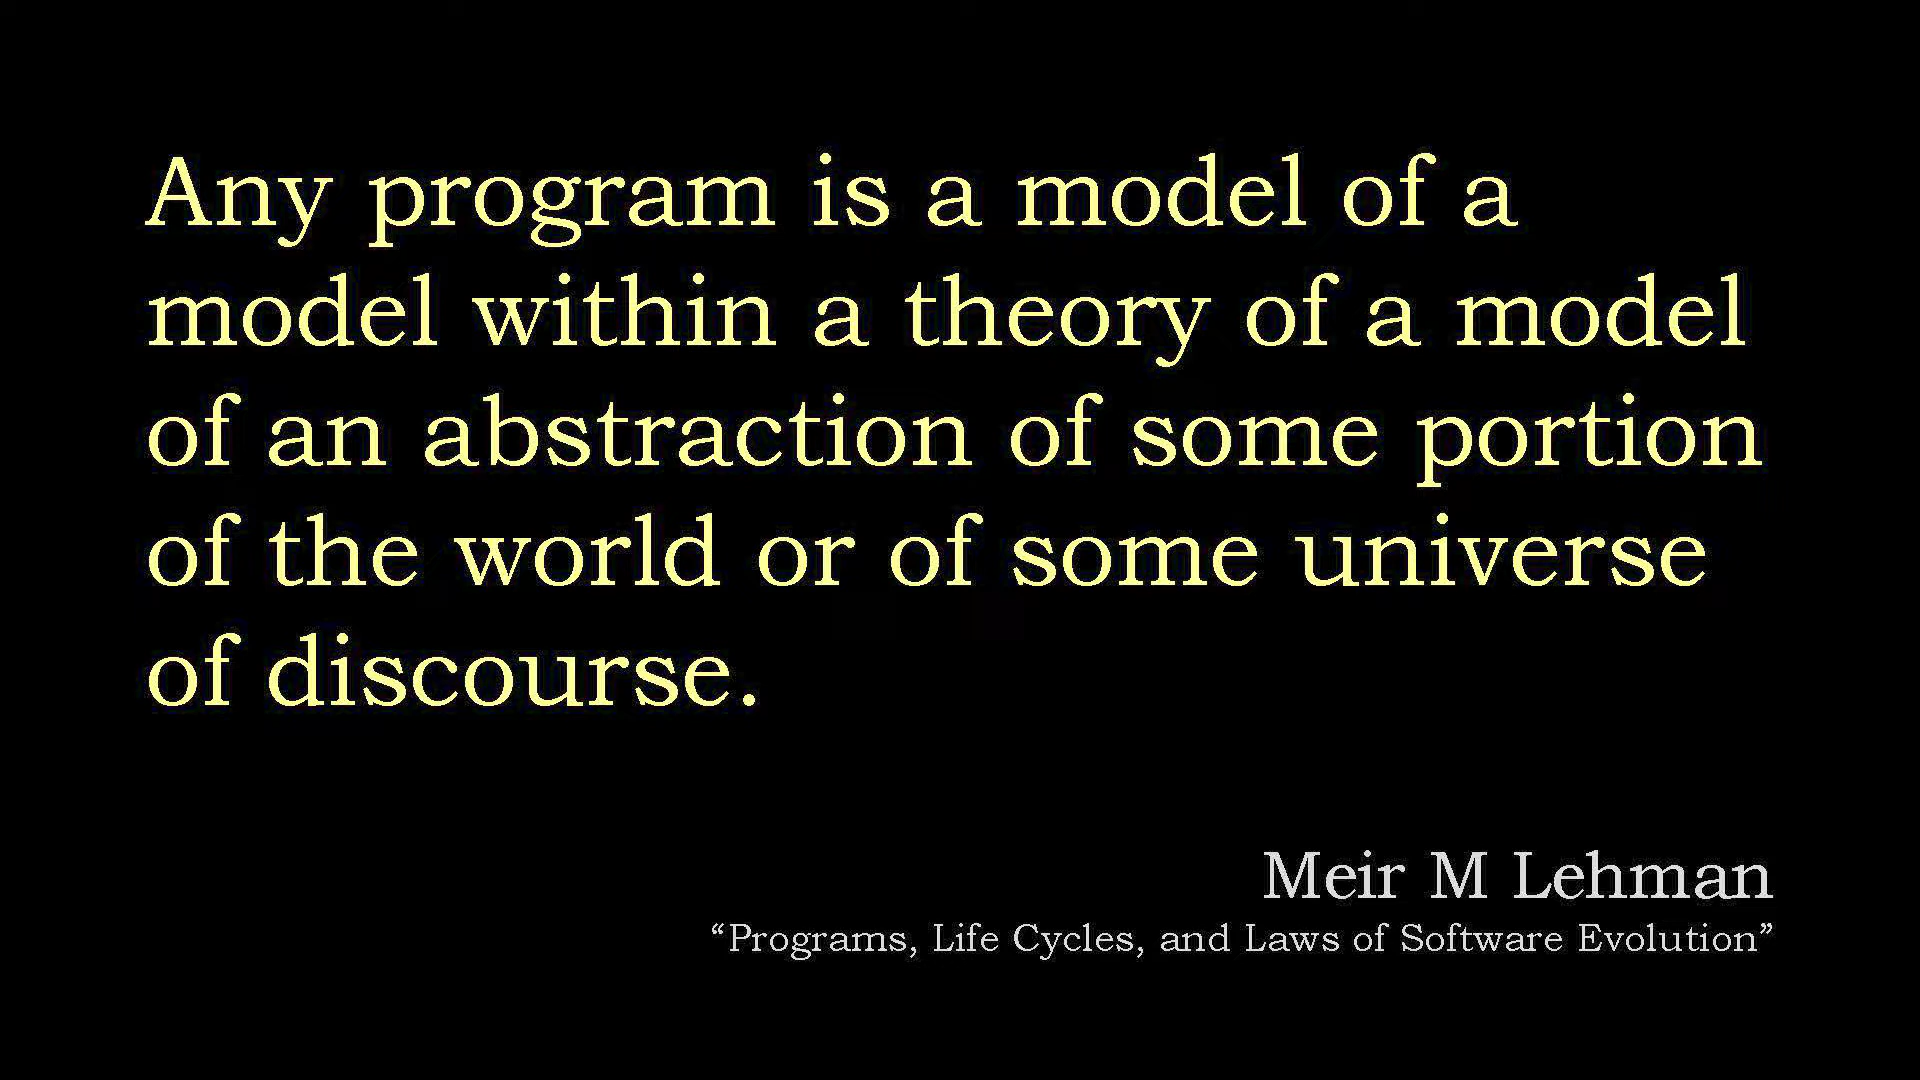 Any program is a model of a
model within a theory of a model
of an abstraction of some portion
of the world or of some universe
of discourse.
Meir M Lehman
“Programs, Life Cycles, and Laws of Software Evolution”